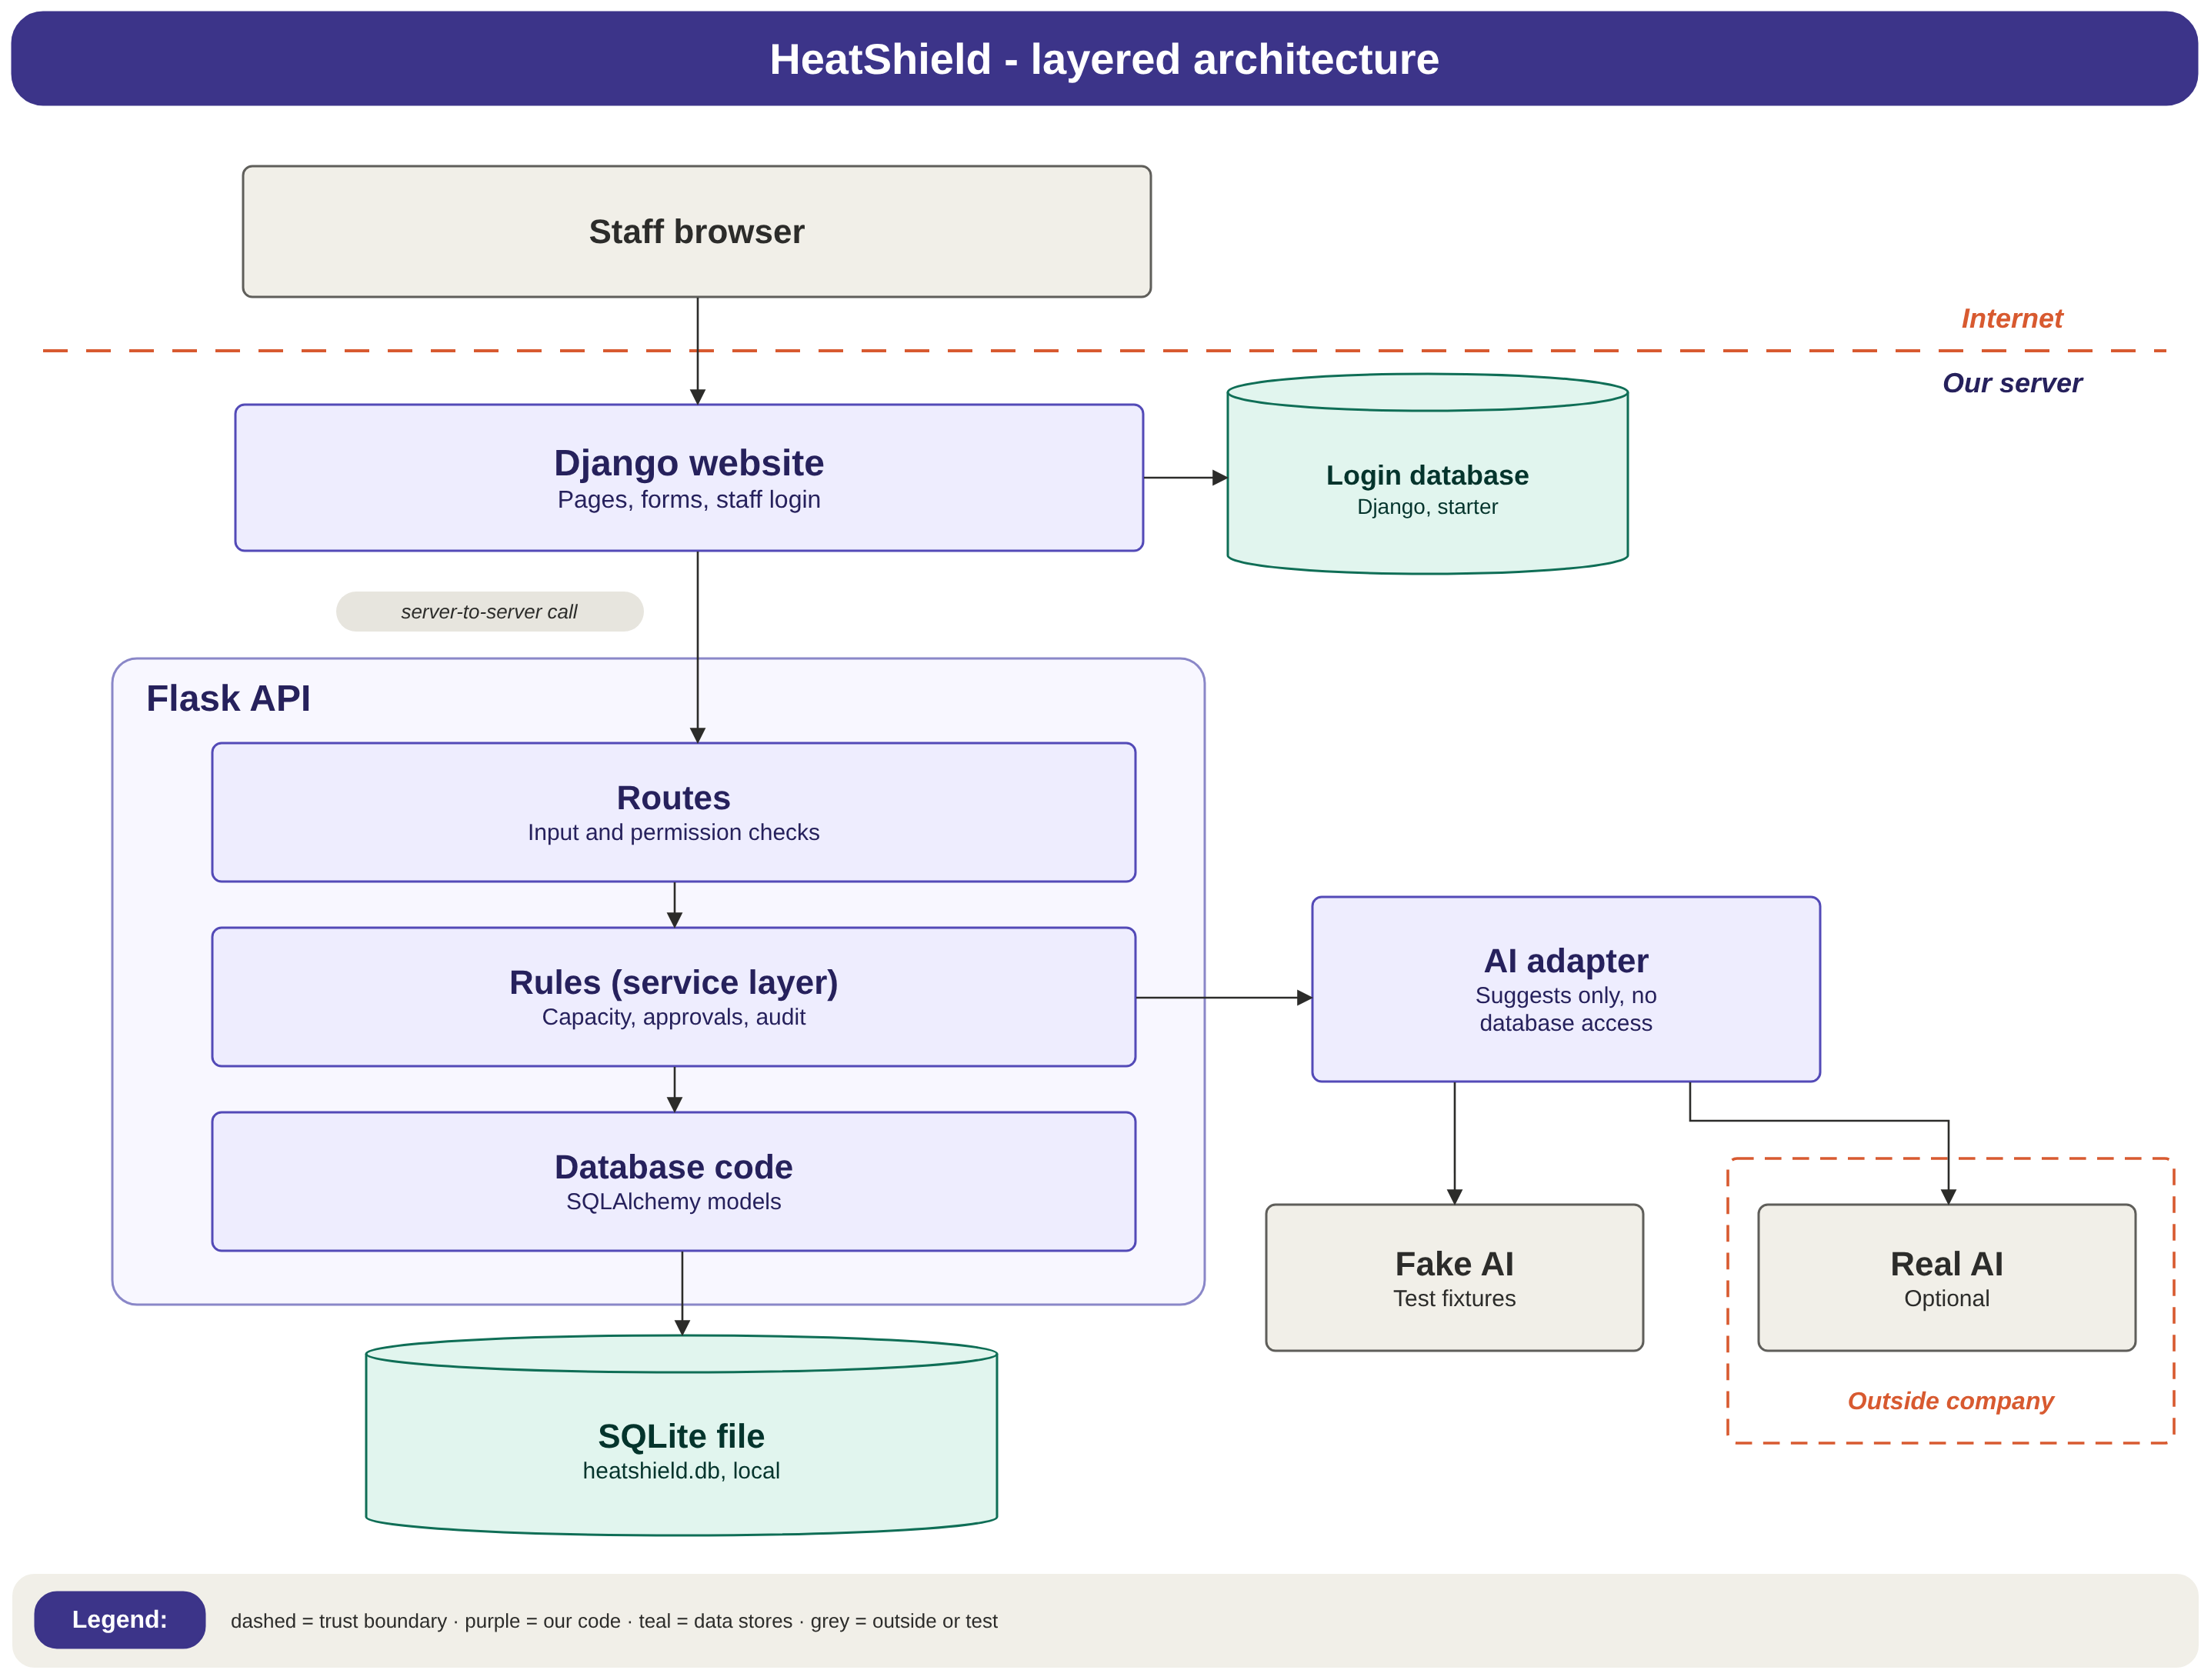 HeatShield - layered architecture
Staff browser
Internet
Our server
Django website
Pages, forms, staff login
Login database
Django, starter
server-to-server call
Flask API
Routes
Input and permission checks
Rules (service layer)
Capacity, approvals, audit
AI adapter
Suggests only, no
database access
Database code
SQLAlchemy models
Fake AI
Test fixtures
Real AI
Optional
Outside company
SQLite file
heatshield.db, local
Legend:
dashed = trust boundary · purple = our code · teal = data stores · grey = outside or test